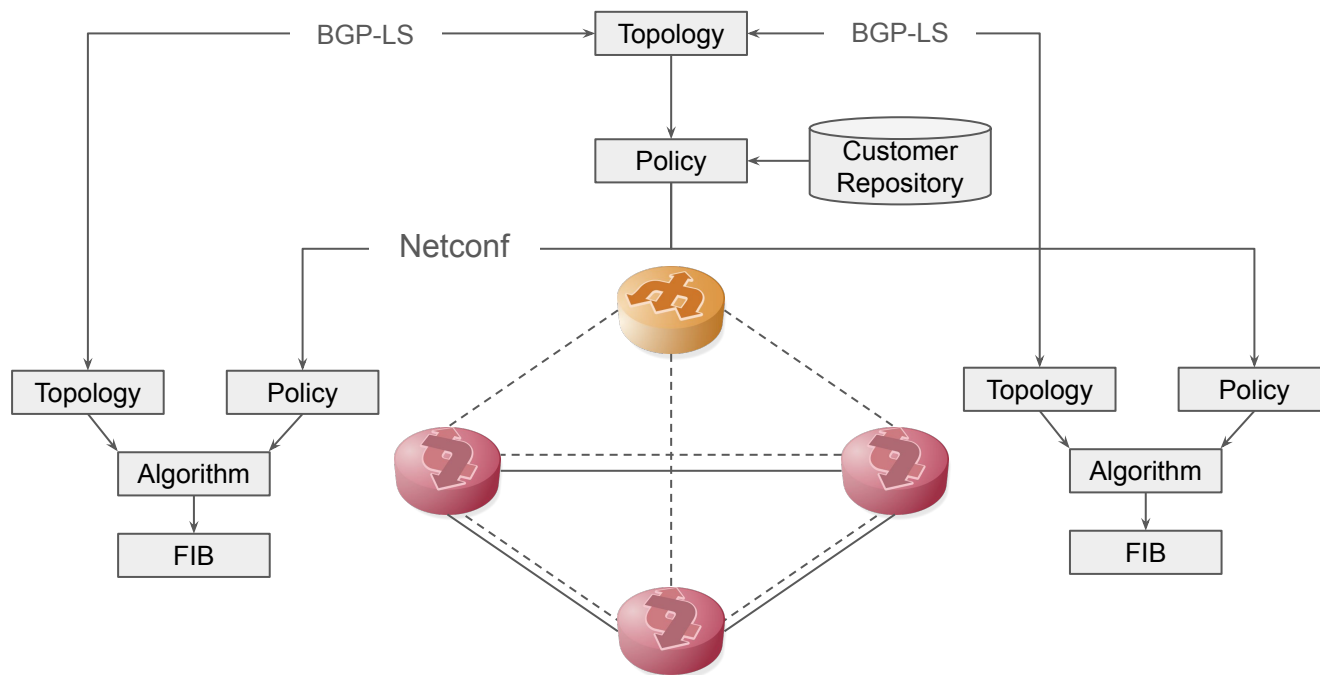 BGP-LS
Topology
BGP-LS
Policy
Customer
Repository
Netconf
Topology
Policy
Topology
Policy
Algorithm
Algorithm
FIB
FIB